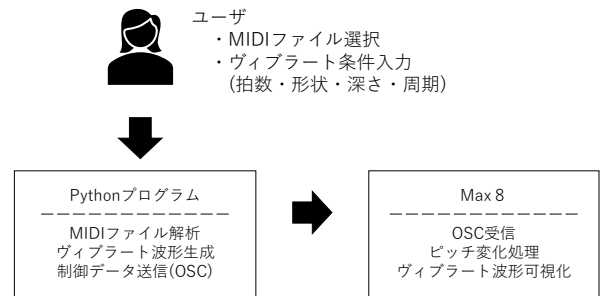 ユーザ
・MIDIファイル選択
・ヴィブラート条件入力
(拍数・形状・深さ・周期)
Pythonプログラム
ーーーーーーーーーーーー
MIDIファイル解析
ヴィブラート波形生成
制御データ送信(OSC)
Max 8
ーーーーーーーーーーーー
OSC受信
ピッチ変化処理
ヴィブラート波形可視化